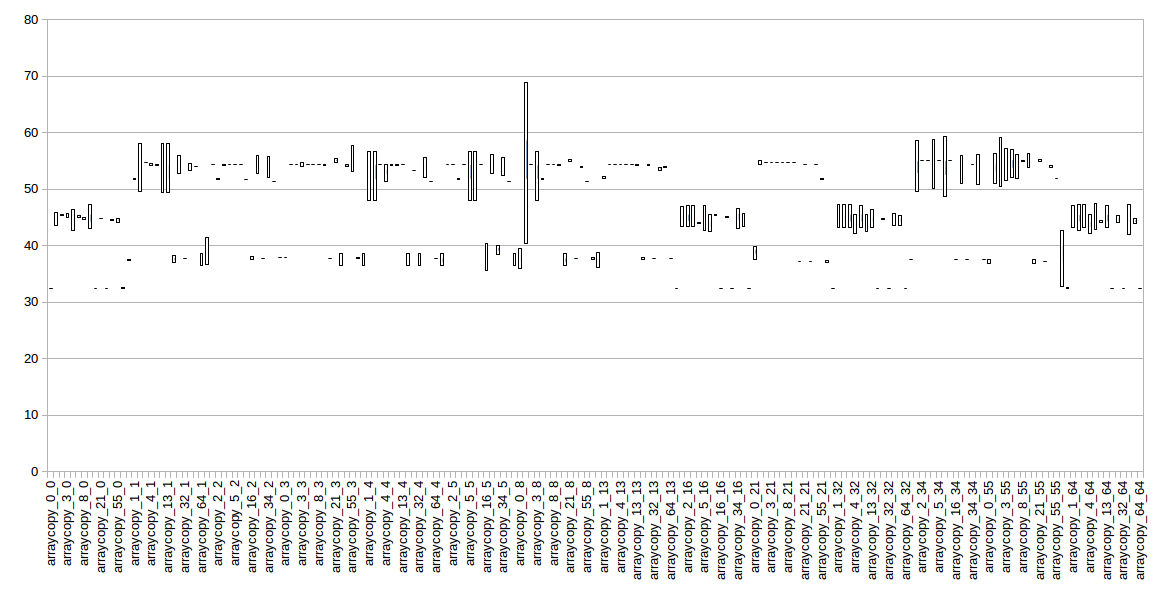 80
70
60
50
40
30
20
10
0
arraycopy_0_0
arraycopy_3_0
arraycopy_8_0
arraycopy_21_0
arraycopy_55_0
arraycopy_1_1
arraycopy_4_1
arraycopy_13_1
arraycopy_32_1
arraycopy_64_1
arraycopy_2_2
arraycopy_5_2
arraycopy_16_2
arraycopy_34_2
arraycopy_0_3
arraycopy_3_3
arraycopy_8_3
arraycopy_21_3
arraycopy_55_3
arraycopy_1_4
arraycopy_4_4
arraycopy_13_4
arraycopy_32_4
arraycopy_64_4
arraycopy_2_5
arraycopy_5_5
arraycopy_16_5
arraycopy_34_5
arraycopy_0_8
arraycopy_3_8
arraycopy_8_8
arraycopy_21_8
arraycopy_55_8
arraycopy_1_13
arraycopy_4_13
arraycopy_13_13
arraycopy_32_13
arraycopy_64_13
arraycopy_2_16
arraycopy_5_16
arraycopy_16_16
arraycopy_34_16
arraycopy_0_21
arraycopy_3_21
arraycopy_8_21
arraycopy_21_21
arraycopy_55_21
arraycopy_1_32
arraycopy_4_32
arraycopy_13_32
arraycopy_32_32
arraycopy_64_32
arraycopy_2_34
arraycopy_5_34
arraycopy_16_34
arraycopy_34_34
arraycopy_0_55
arraycopy_3_55
arraycopy_8_55
arraycopy_21_55
arraycopy_55_55
arraycopy_1_64
arraycopy_4_64
arraycopy_13_64
arraycopy_32_64
arraycopy_64_64